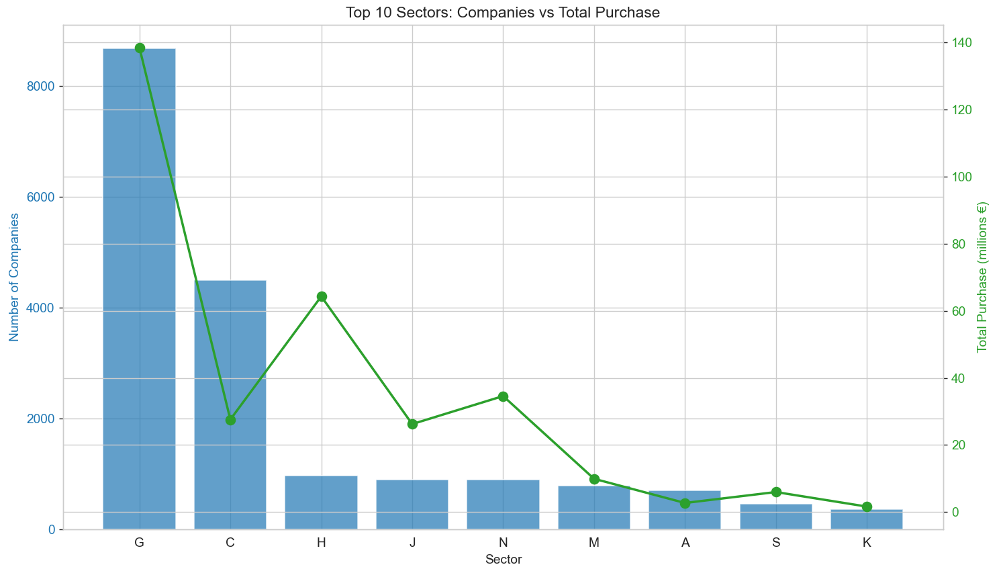 Top 10 Sectors: Companies vs Total Purchase
Number of Companies
8000
6000
4000
2000
0
140
120
100
80
60
40
20
0
Total Purchase (millions €)
G C H J N M A S K
Sector